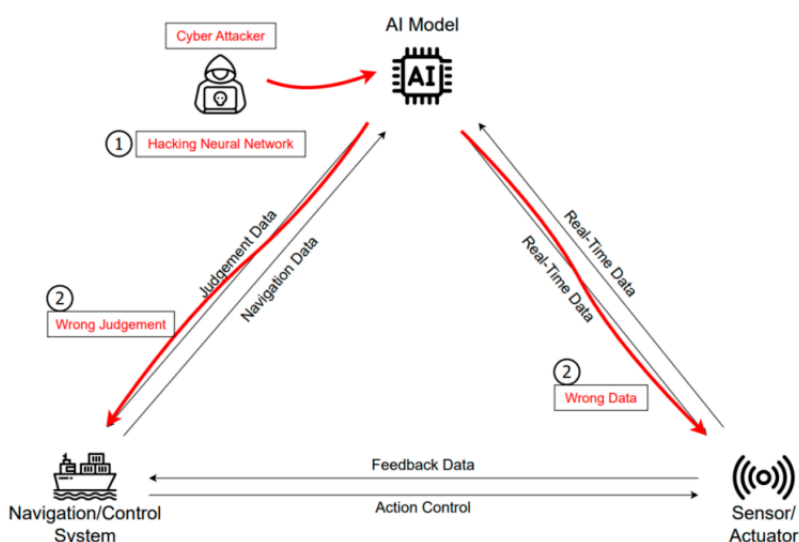 AI Model
Cyber Attacker
AI
1
Hacking Neural Network
Judgement Data
Navigation Data
Real-Time Data
Real-Time Data
2
Wrong Judgement
2
Wrong Data
Feedback Data
Action Control
Navigation/Control
System
Sensor/
Actuator